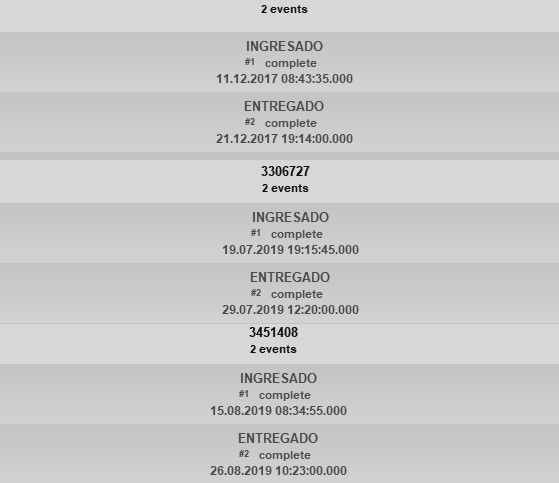 2 events
INGRESADO
#1 complete
11.12.2017 08:43:35.000
ENTREGADO
#2 complete
21.12.2017 19:14:00.000
3306727
2 events
INGRESADO
#1 complete
19.07.2019 19:15:45.000
ENTREGADO
#2 complete
29.07.2019 12:20:00.000
3451408
2 events
INGRESADO
#1 complete
15.08.2019 08:34:55.000
ENTREGADO
#2 complete
26.08.2019 10:23:00.000